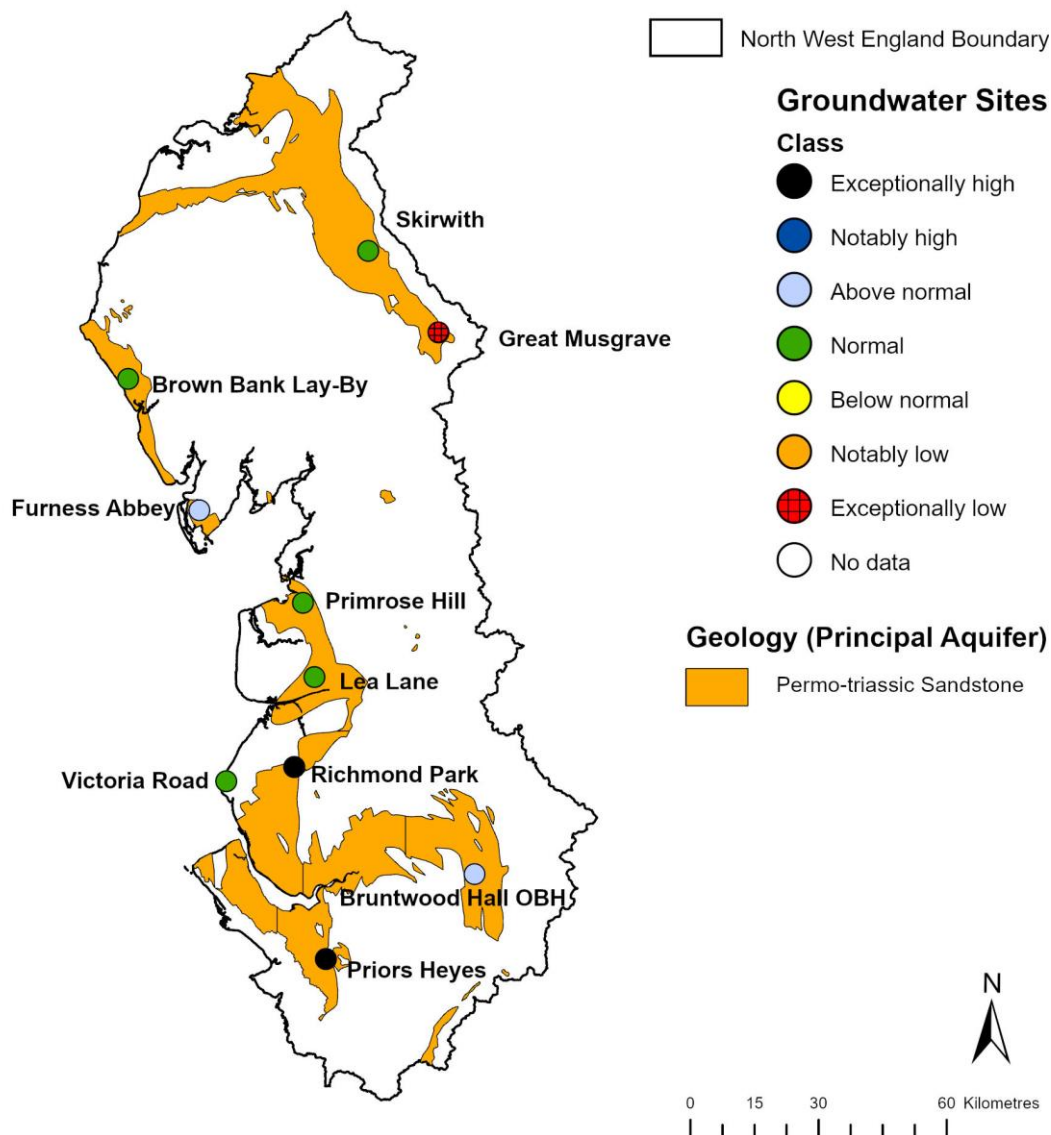 North West England Boundary
Groundwater Sites
Class
Exceptionally high
Notably high
Above normal
Normal
Below normal
Notably low
Exceptionally low
No data
Geology (Principal Aquifer)
Permo-triassic Sandstone
Skirwith
Great Musgrave
Brown Bank Lay-By
Furness Abbey
Primrose Hill
Lea Lane
Richmond Park
Victoria Road
Bruntwood Hall OBH
Priors Heyes
N
0 15 30 60 Kilometres